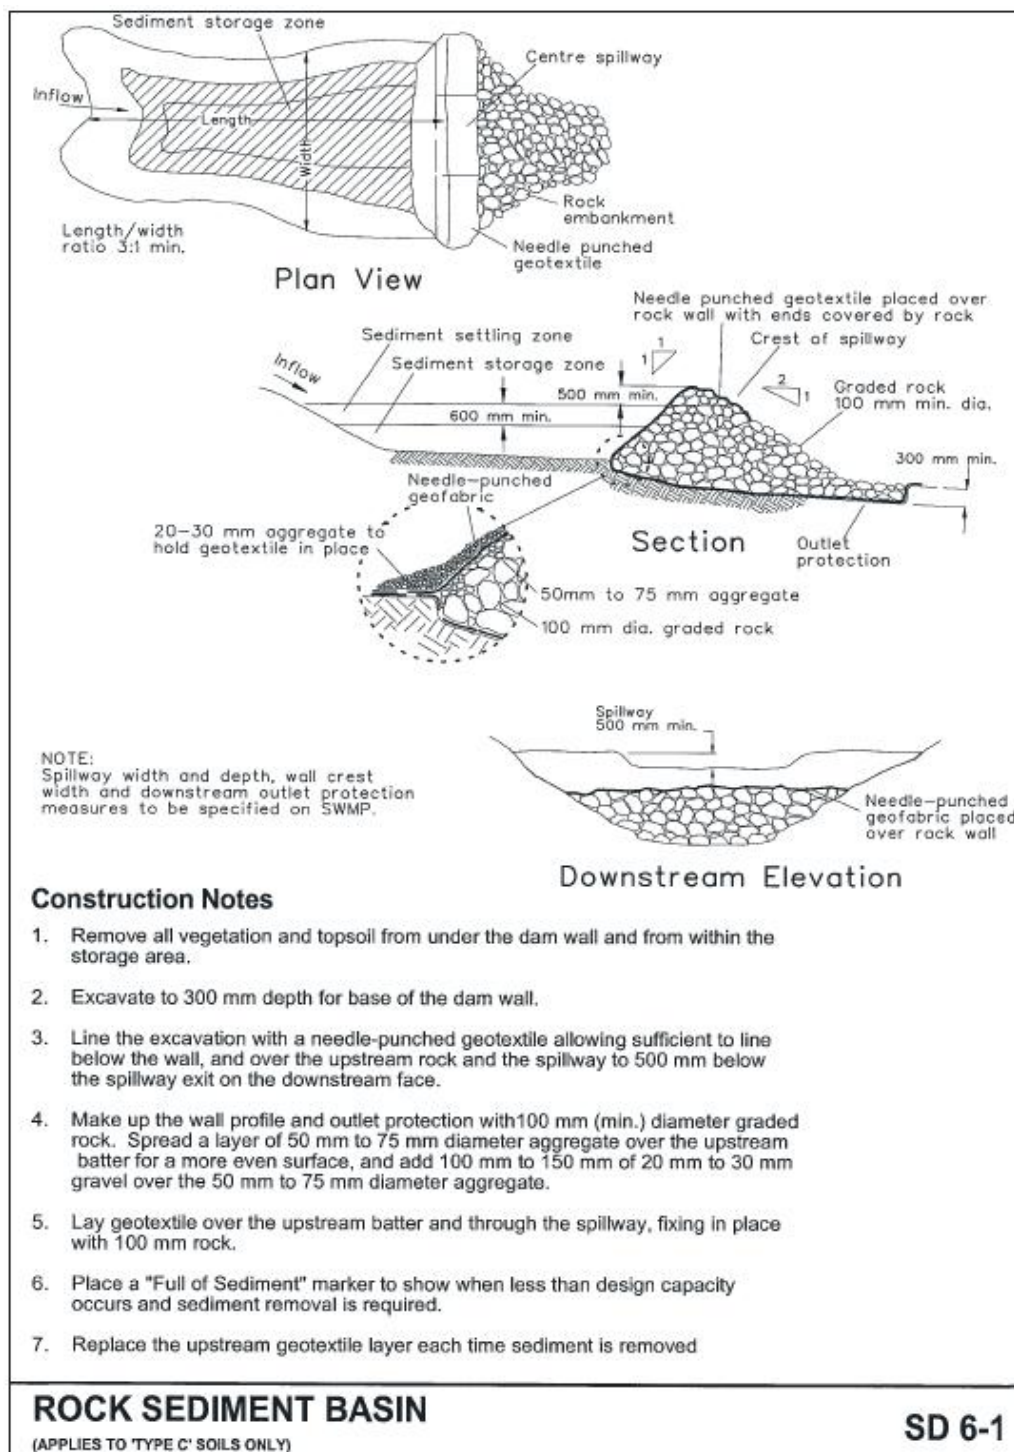 Sediment storage zone
Centre spillway
Inflow
Length
Width
Rock
embankment
Length/width
ratio 3:1 min.
Needle punched
geotextile
Plan View
Needle punched geotextile placed over
rock wall with ends covered by rock
Sediment settling zone
Crest of spillway
1
1
Inflow
Sediment storage zone
2
1
500 mm min.
Graded rock
100 mm min. dia.
600 mm min.
300 mm min.
Needle-punched
geofabric
20-30 mm aggregate to
hold geotextile in place
Section
Outlet
protection
50mm to 75 mm aggregate
100 mm dia. graded rock
Spillway
500 mm min.
NOTE:
Spillway width and depth, wall crest
width and downstream outlet protection
measures to be specified on SWMP.
Needle-punched
geofabric placed
over rock wall
Downstream Elevation
Construction Notes
1. Remove all vegetation and topsoil from under the dam wall and from within the
storage area.
2. Excavate to 300 mm depth for base of the dam wall.
3. Line the excavation with a needle-punched geotextile allowing sufficient to line
below the wall, and over the upstream rock and the spillway to 500 mm below
the spillway exit on the downstream face.
4. Make up the wall profile and outlet protection with100 mm (min.) diameter graded
rock. Spread a layer of 50 mm to 75 mm diameter aggregate over the upstream
batter for a more even surface, and add 100 mm to 150 mm of 20 mm to 30 mm
gravel over the 50 mm to 75 mm diameter aggregate.
5. Lay geotextile over the upstream batter and through the spillway, fixing in place
with 100 mm rock.
6. Place a "Full of Sediment" marker to show when less than design capacity
occurs and sediment removal is required.
7. Replace the upstream geotextile layer each time sediment is removed
ROCK SEDIMENT BASIN
(APPLIES TO 'TYPE C' SOILS ONLY)
SD 6-1